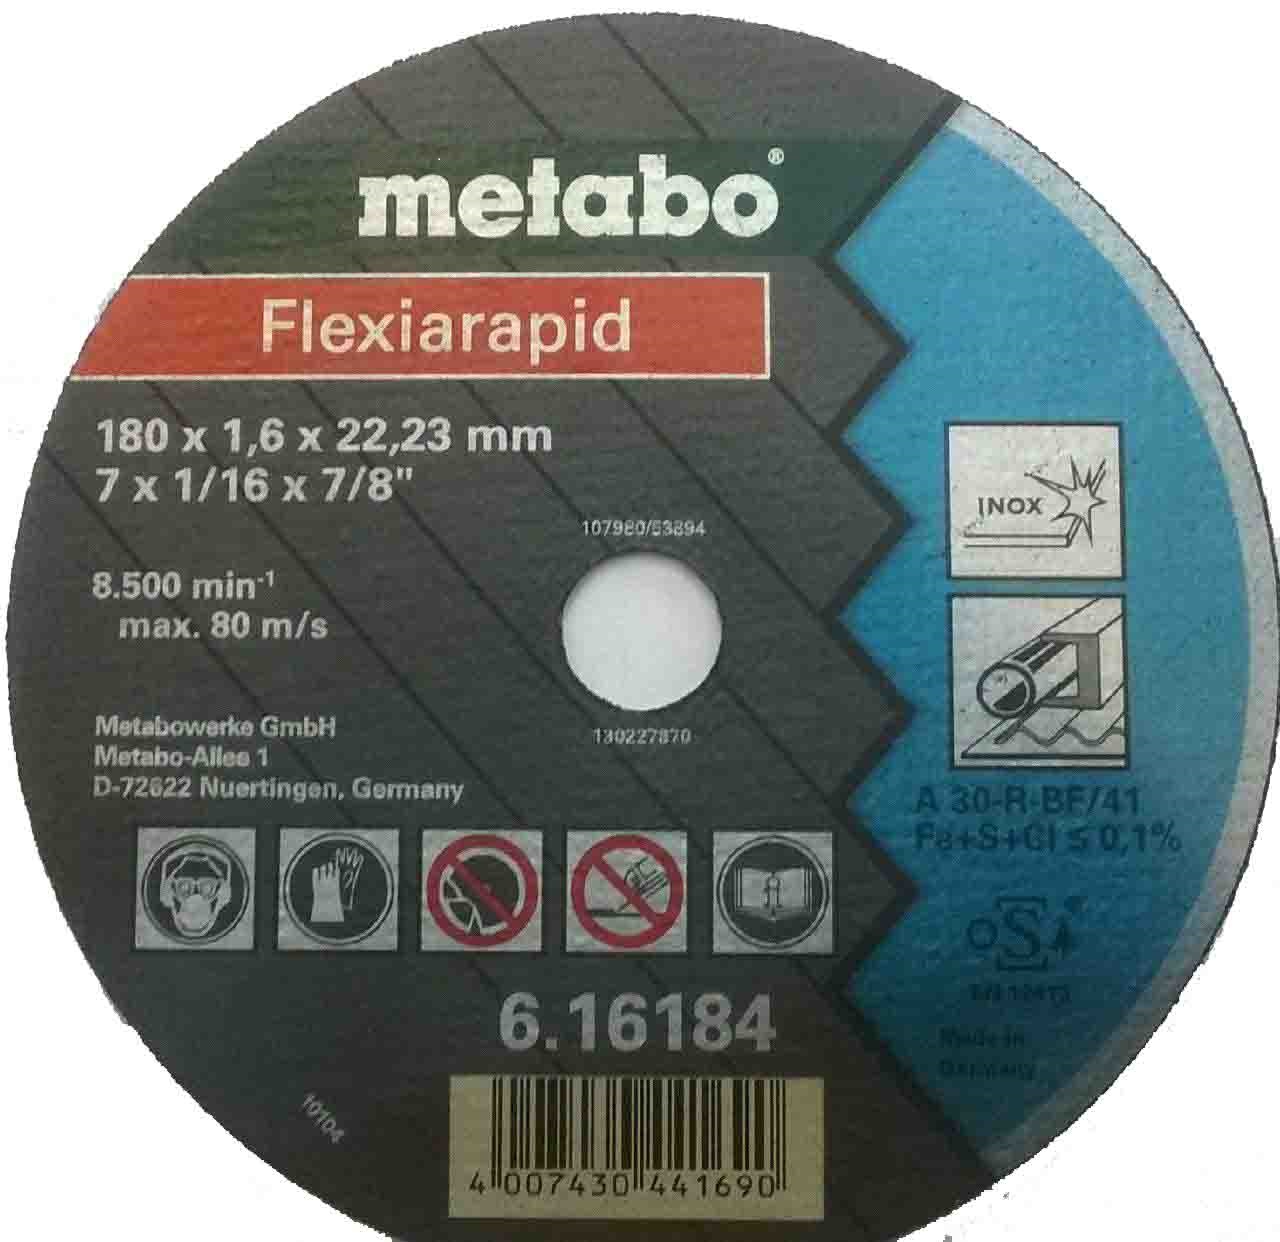 metabo®
Flexiarapid
180 x 1,6 x 22,23 mm
7 x 1/16 x 7/8"
107980/53894
INOX
8.500 min-1
max. 80 m/s
Metabowerke GmbH
Metabo-Allee 1
D-72622 Nuertingen, Germany
130227870
A 30-R-BF/41
Fe+S+Cl ≤ 0,1%
oSa
Made in
Germany
6.16184
10104
4 007430 441690